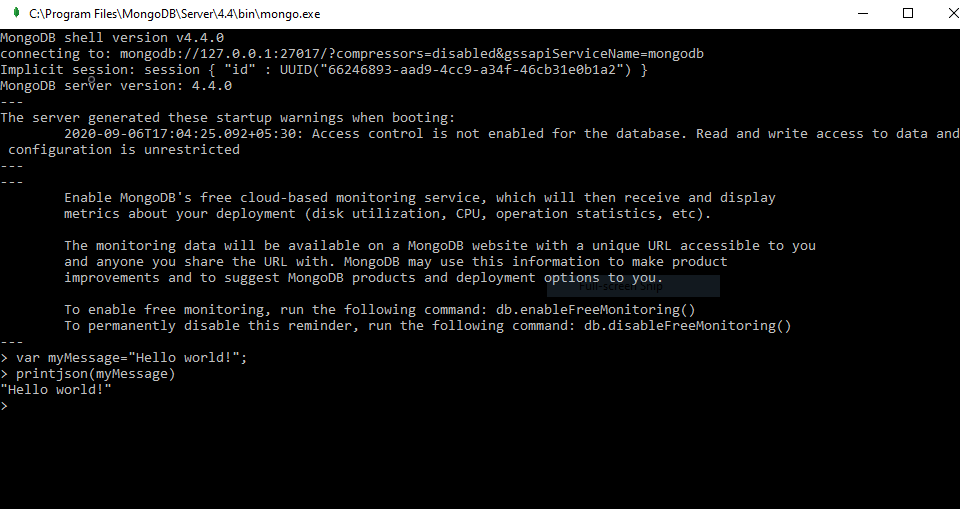 C:\Program Files\MongoDB\Server\4.4\bin\mongo.exe
MongoDB shell version v4.4.0
connecting to: mongodb://127.0.0.1:27017/?compressors=disabled&gssapiServiceName=mongodb
Implicit session: session { "id" : UUID("66246893-aad9-4cc9-a34f-46cb31e0b1a2") }
MongoDB server version: 4.4.0
---
The server generated these startup warnings when booting:
        2020-09-06T17:04:25.092+05:30: Access control is not enabled for the database. Read and write access to data and
 configuration is unrestricted
---
---
        Enable MongoDB's free cloud-based monitoring service, which will then receive and display
        metrics about your deployment (disk utilization, CPU, operation statistics, etc).

        The monitoring data will be available on a MongoDB website with a unique URL accessible to you
        and anyone you share the URL with. MongoDB may use this information to make product
        improvements and to suggest MongoDB products and deployment options to you.
Full-screen Snip

        To enable free monitoring, run the following command: db.enableFreeMonitoring()
        To permanently disable this reminder, run the following command: db.disableFreeMonitoring()
---
> var myMessage="Hello world!";
> printjson(myMessage)
"Hello world!"
>